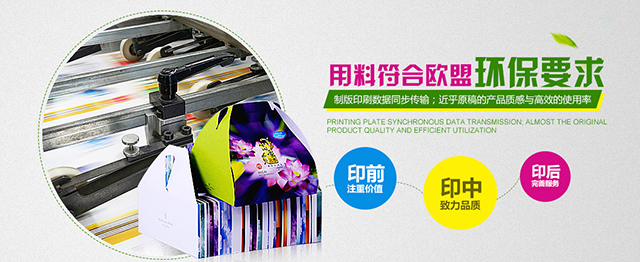 用料符合欧盟环保要求
制版印刷数据同步传输；近乎原稿的产品质感与高效的使用率
PRINTING PLATE SYNCHRONOUS DATA TRANSMISSION; ALMOST THE ORIGINAL
PRODUCT QUALITY AND EFFICIENT UTILIZATION
印前
注重价值
印中
致力品质
印后
完善服务